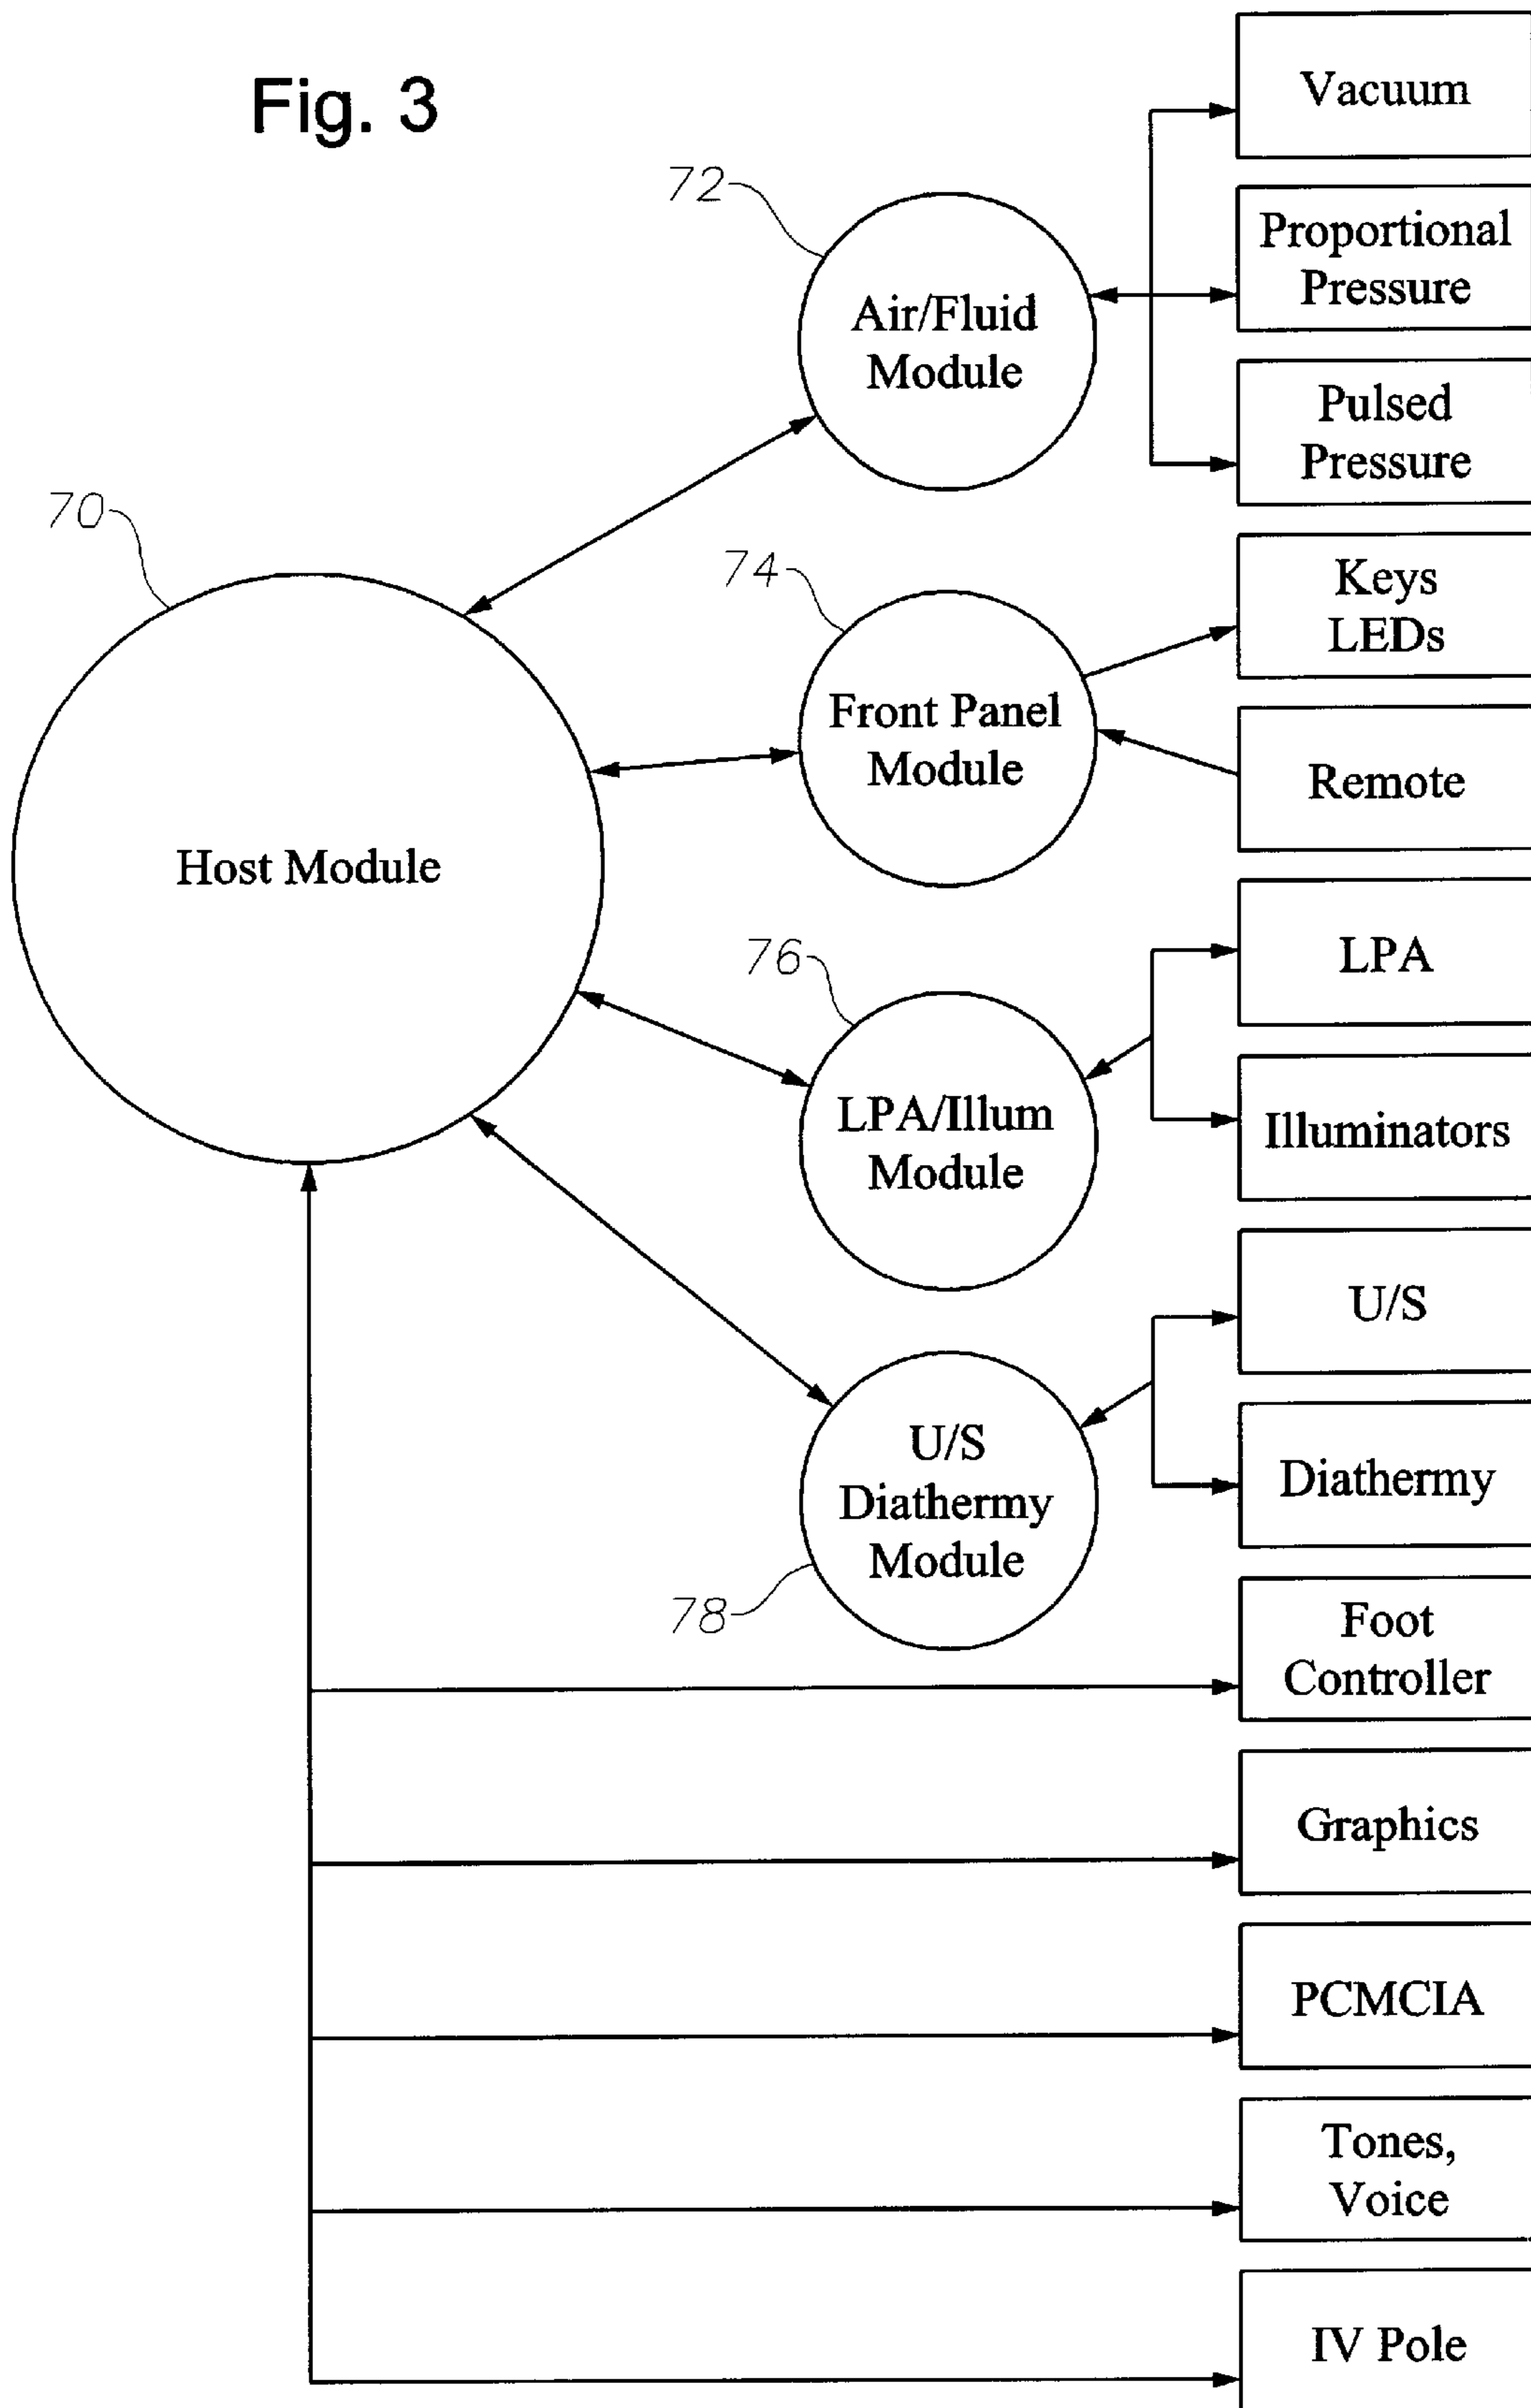 Fig. 3
Vacuum
72
Proportional
Pressure
Air/Fluid
Module
Pulsed
Pressure
70
74
Keys
LEDs
Front Panel
Module
Remote
Host Module
76
LPA
LPA/Illum
Module
Illuminators
U/S
U/S
Diathermy
Module
Diathermy
78
Foot
Controller
Graphics
PCMCIA
Tones,
Voice
IV Pole